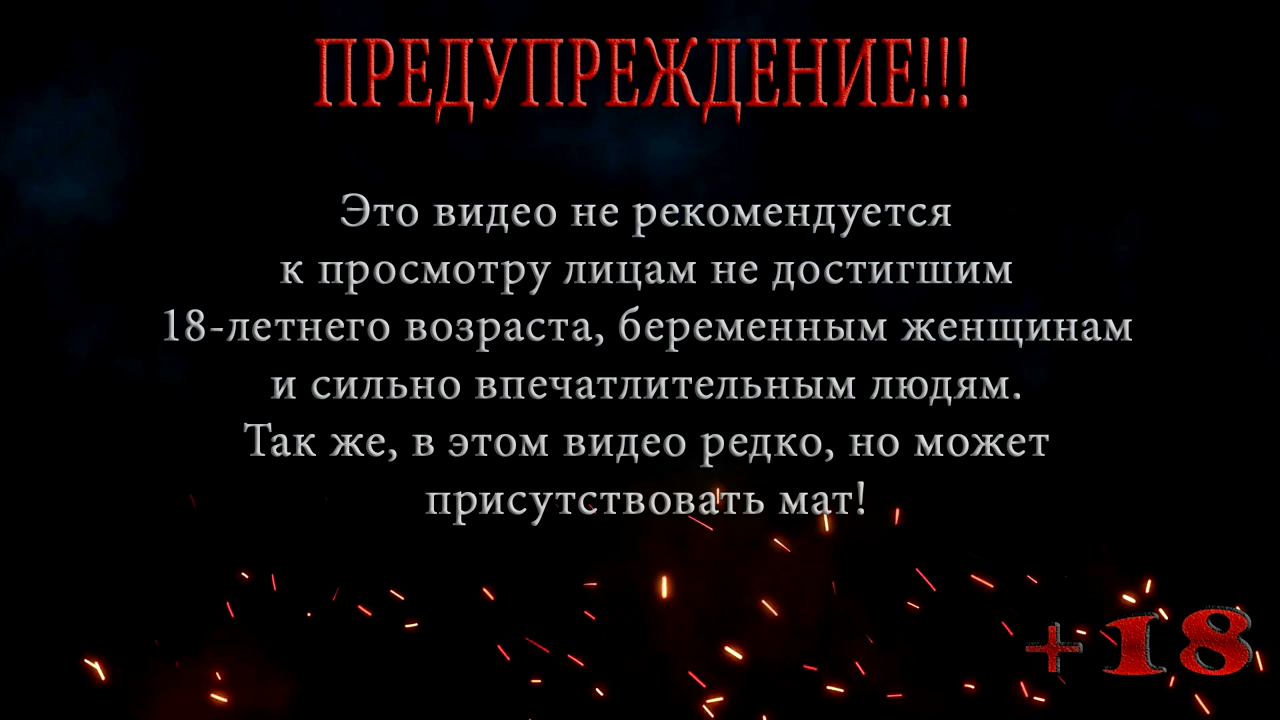 ПРЕДУПРЕЖДЕНИЕ!!!
Это видео не рекомендуется
к просмотру лицам не достигшим
18-летнего возраста, беременным женщинам
и сильно впечатлительным людям.
Так же, в этом видео редко, но может
присутствовать мат!
+18